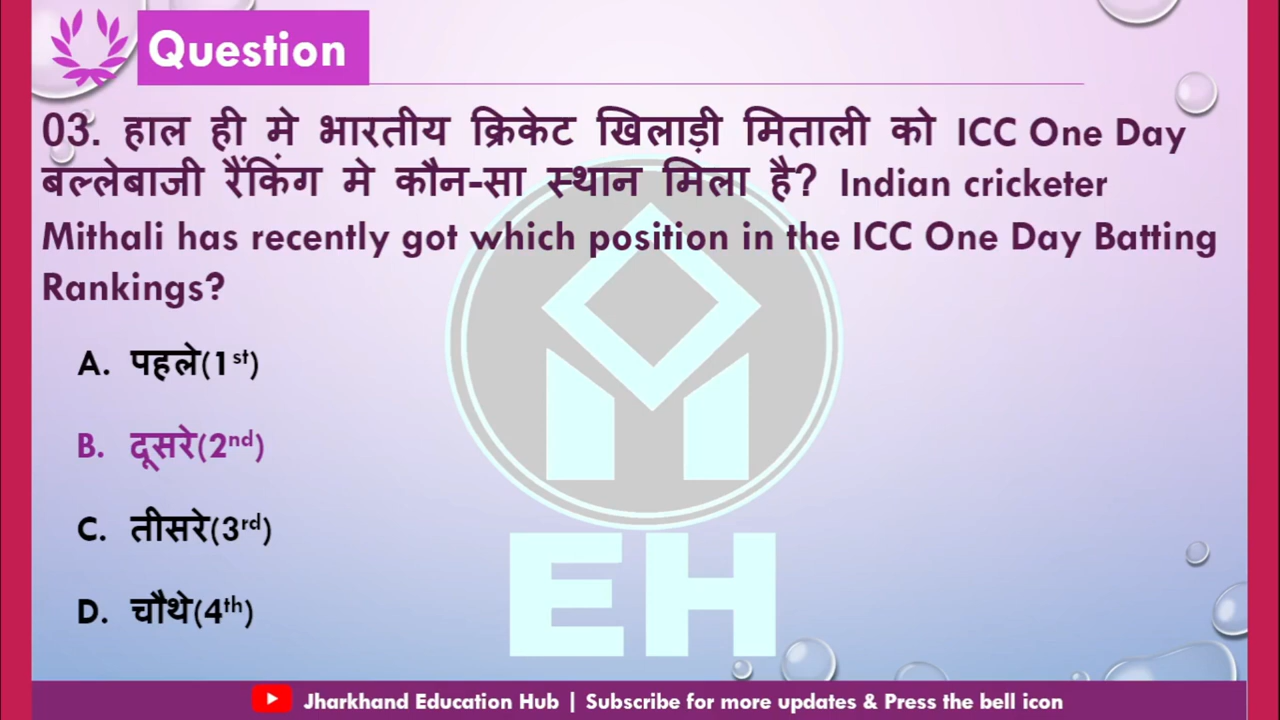 Question
03. हाल ही मे भारतीय क्रिकेट खिलाड़ी मिताली को ICC One Day
बल्लेबाजी रैंकिंग मे कौन-सा स्थान मिला है? Indian cricketer
Mithali has recently got which position in the ICC One Day Batting
Rankings?
A. पहले(1st)
B. दूसरे(2nd)
C. तीसरे(3rd)
D. चौथे(4th)
EH
Jharkhand Education Hub | Subscribe for more updates & Press the bell icon